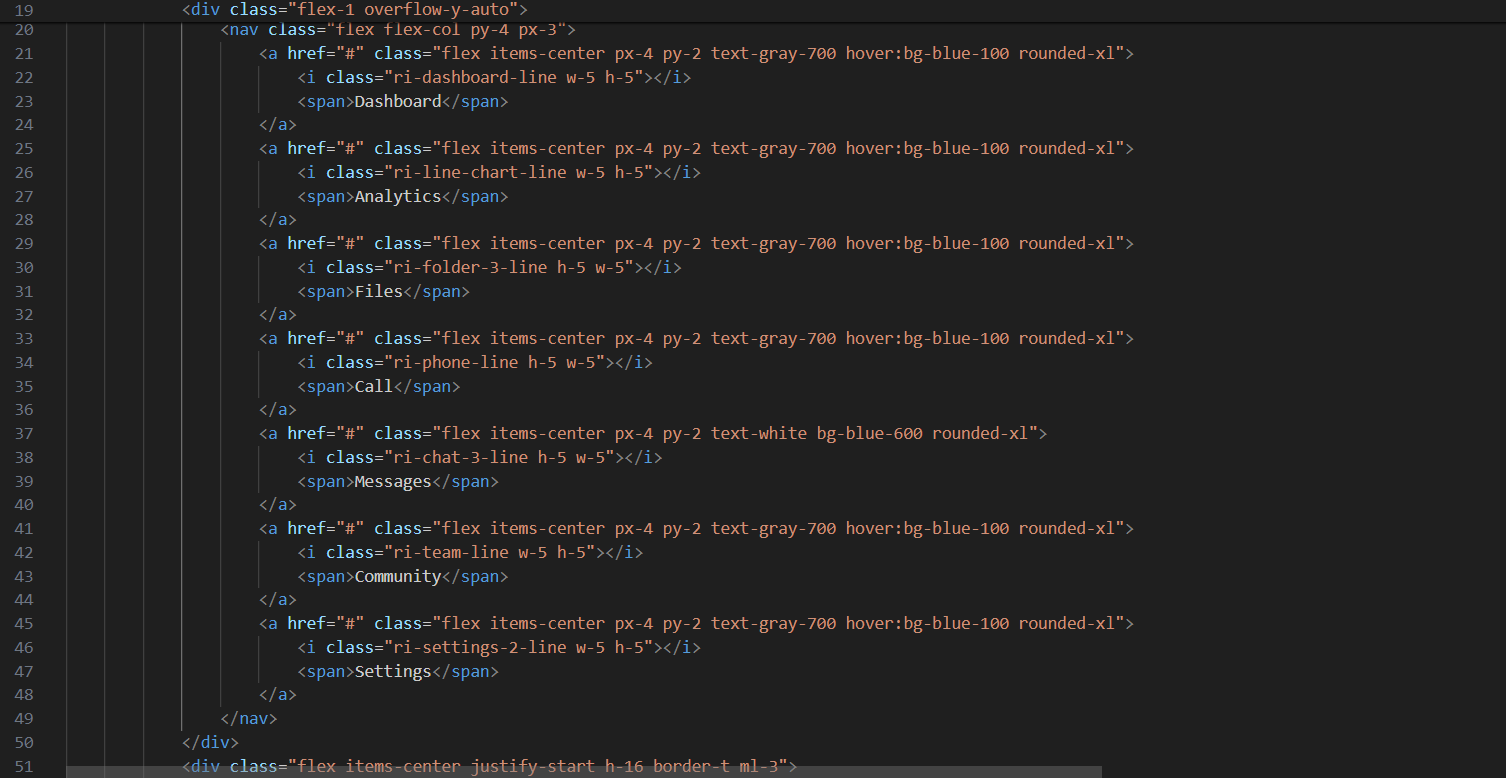 19 <div class="flex-1 overflow-y-auto">
20 <nav class="flex flex-col py-4 px-3">
21 <a href="#" class="flex items-center px-4 py-2 text-gray-700 hover:bg-blue-100 rounded-xl">
22 <i class="ri-dashboard-line w-5 h-5"></i>
23 <span>Dashboard</span>
24 </a>
25 <a href="#" class="flex items-center px-4 py-2 text-gray-700 hover:bg-blue-100 rounded-xl">
26 <i class="ri-line-chart-line w-5 h-5"></i>
27 <span>Analytics</span>
28 </a>
29 <a href="#" class="flex items-center px-4 py-2 text-gray-700 hover:bg-blue-100 rounded-xl">
30 <i class="ri-folder-3-line h-5 w-5"></i>
31 <span>Files</span>
32 </a>
33 <a href="#" class="flex items-center px-4 py-2 text-gray-700 hover:bg-blue-100 rounded-xl">
34 <i class="ri-phone-line h-5 w-5"></i>
35 <span>Call</span>
36 </a>
37 <a href="#" class="flex items-center px-4 py-2 text-white bg-blue-600 rounded-xl">
38 <i class="ri-chat-3-line h-5 w-5"></i>
39 <span>Messages</span>
40 </a>
41 <a href="#" class="flex items-center px-4 py-2 text-gray-700 hover:bg-blue-100 rounded-xl">
42 <i class="ri-team-line w-5 h-5"></i>
43 <span>Community</span>
44 </a>
45 <a href="#" class="flex items-center px-4 py-2 text-gray-700 hover:bg-blue-100 rounded-xl">
46 <i class="ri-settings-2-line w-5 h-5"></i>
47 <span>Settings</span>
48 </a>
49 </nav>
50 </div>
51 <div class="flex items-center justify-start h-16 border-t ml-3">